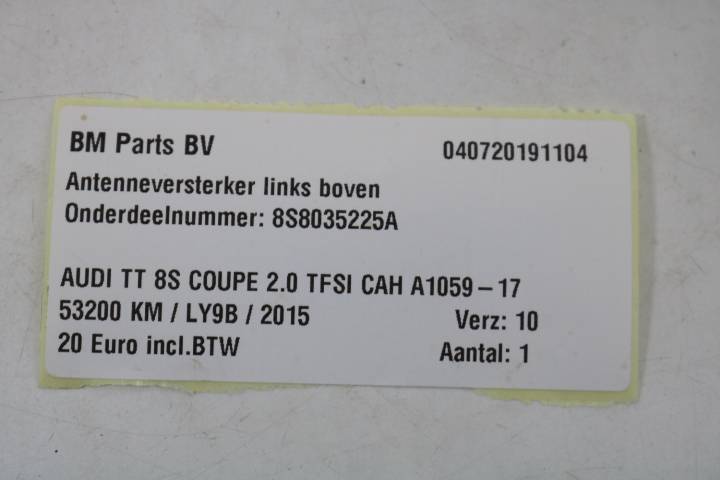 BM Parts BV 040720191104
Antenneversterker links boven
Onderdeelnummer: 8S8035225A
AUDI TT 8S COUPE 2.0 TFSI CAH A1059-17
53200 KM / LY9B / 2015 Verz: 10
20 Euro incl.BTW Aantal: 1